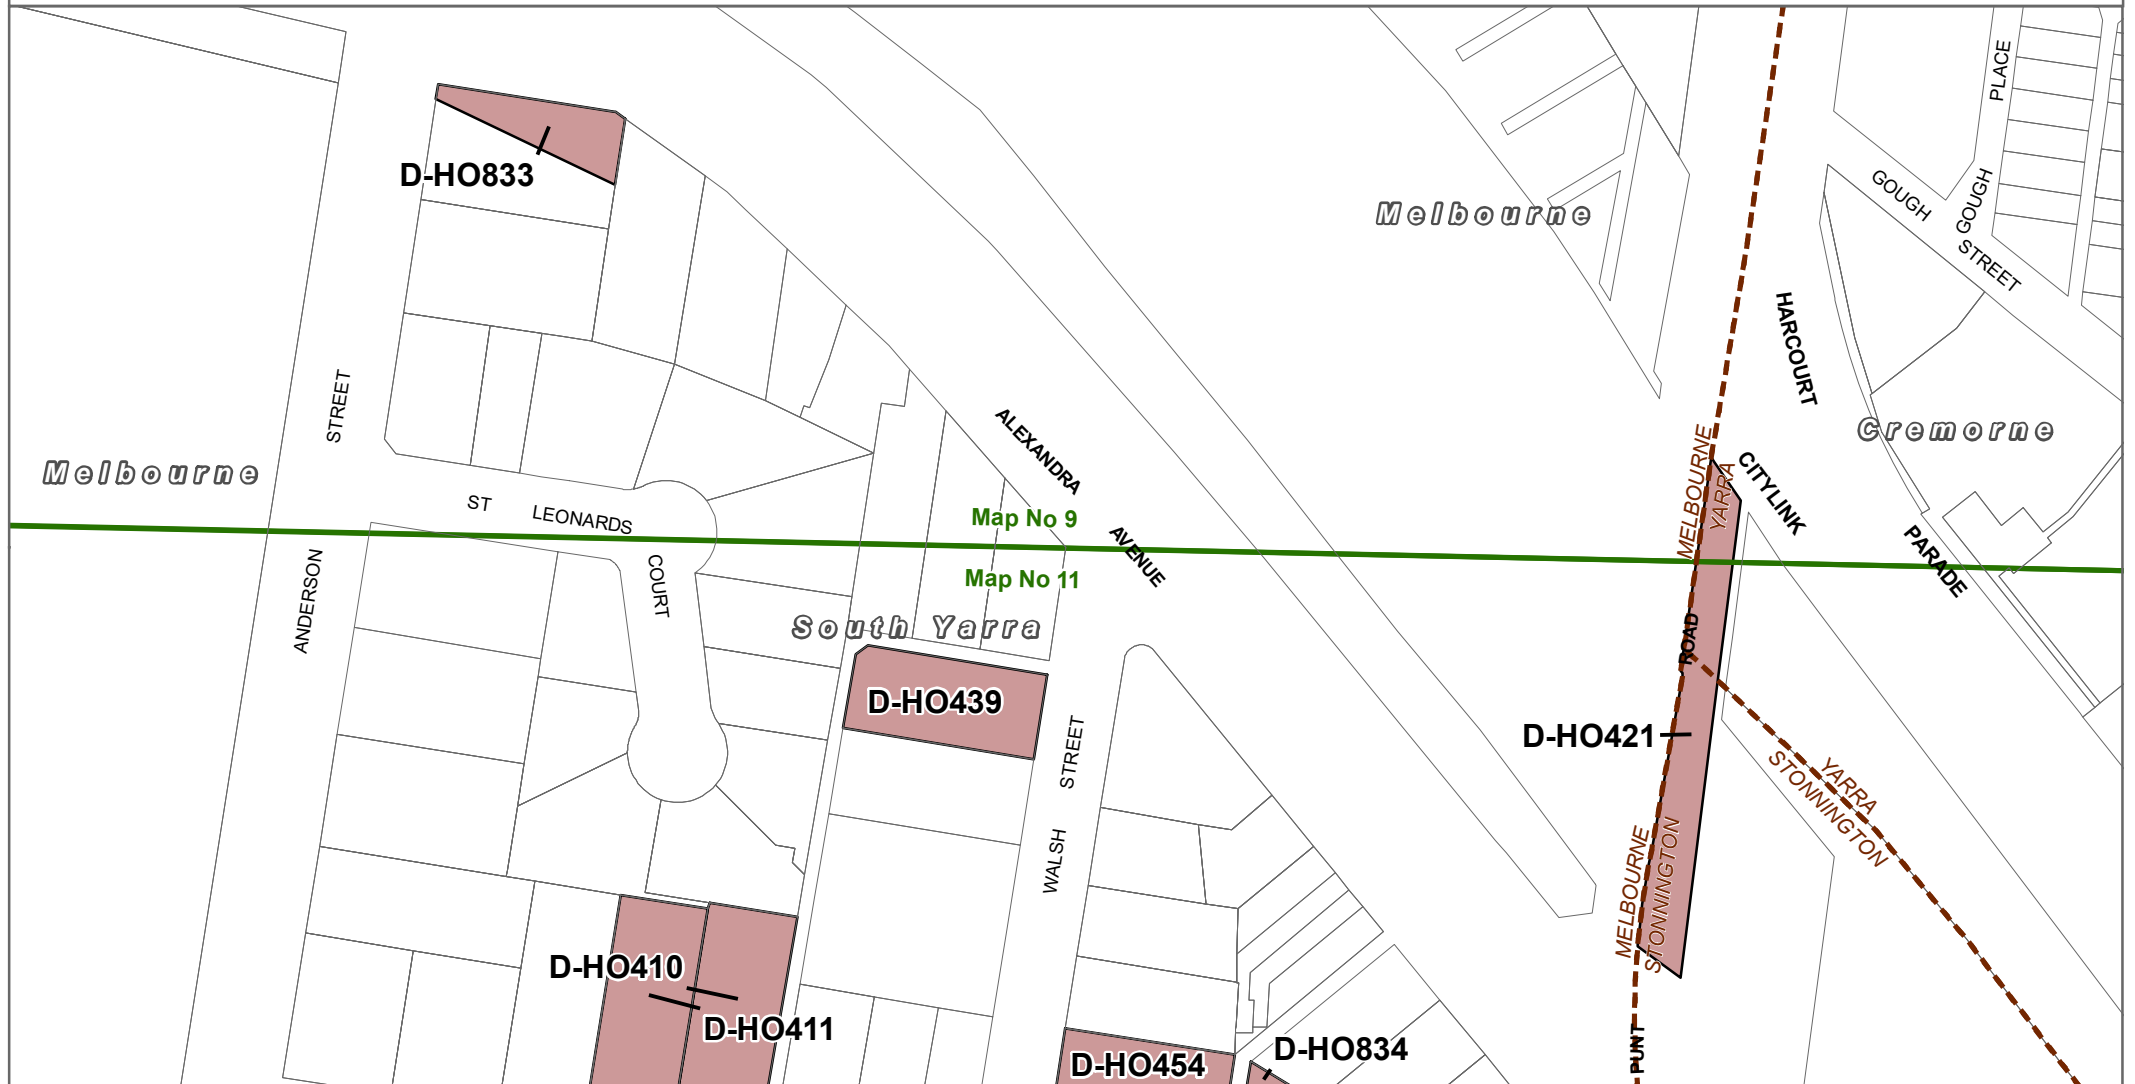 PLACE
D-HO833
GOUGH
GOUGH
STREET
Melbourne
HARCOURT
STREET
ALEXANDRA
Cremorne
MELBOURNE
YARRA
CITYLINK
Melbourne
ST LEONARDS
Map No 9
AVENUE
PARADE
Map No 11
ANDERSON
COURT
South Yarra
ROAD
D-HO439
D-HO421
STREET
YARRA
STONNINGTON
WALSH
MELBOURNE
STONNINGTON
D-HO410
D-HO411
D-HO454
D-HO834
PUNT